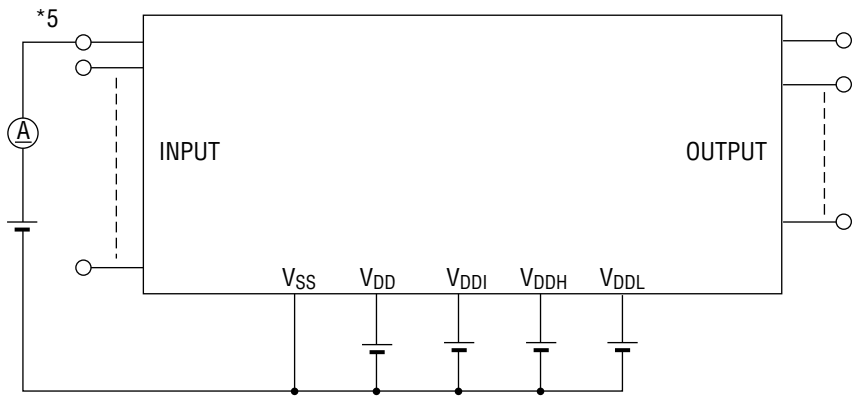 *5
A
INPUT
OUTPUT
VSS VDD VDDI VDDH VDDL